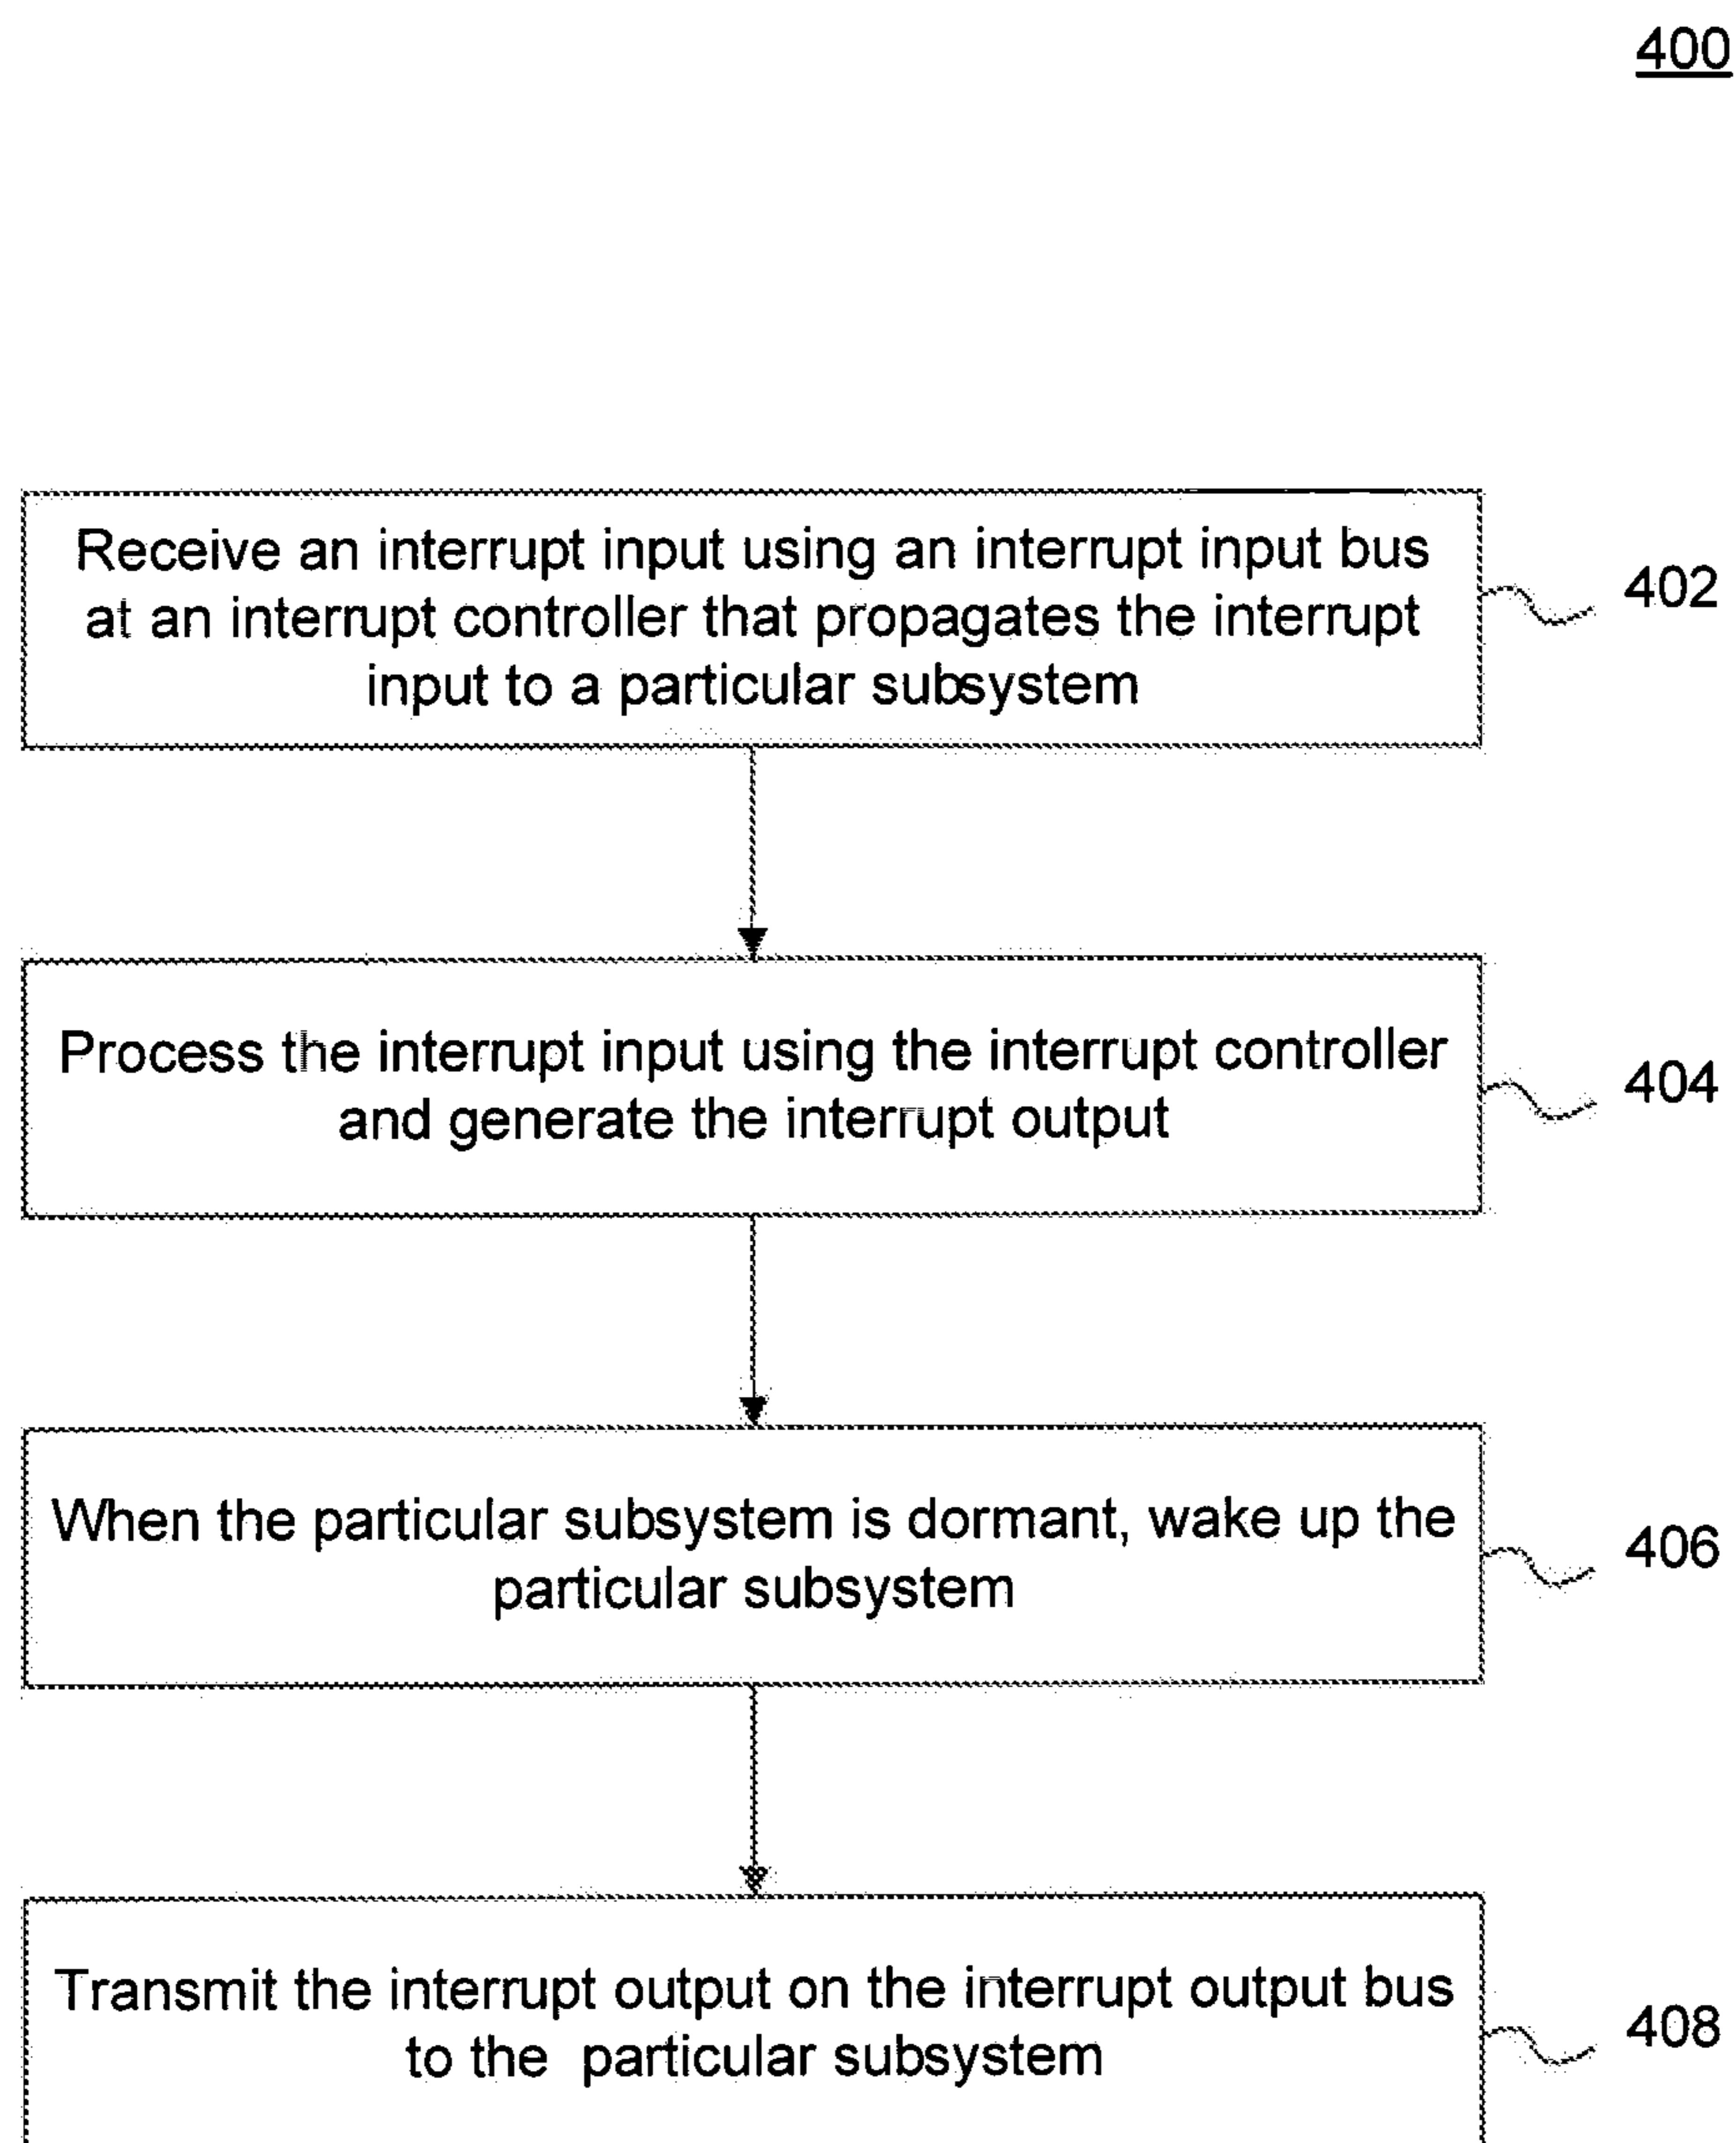 400
Receive an interrupt input using an interrupt input bus
at an interrupt controller that propagates the interrupt
input to a particular subsystem
402
Process the interrupt input using the interrupt controller
and generate the interrupt output
404
When the particular subsystem is dormant, wake up the
particular subsystem
406
Transmit the interrupt output on the interrupt output bus
to the particular subsystem
408